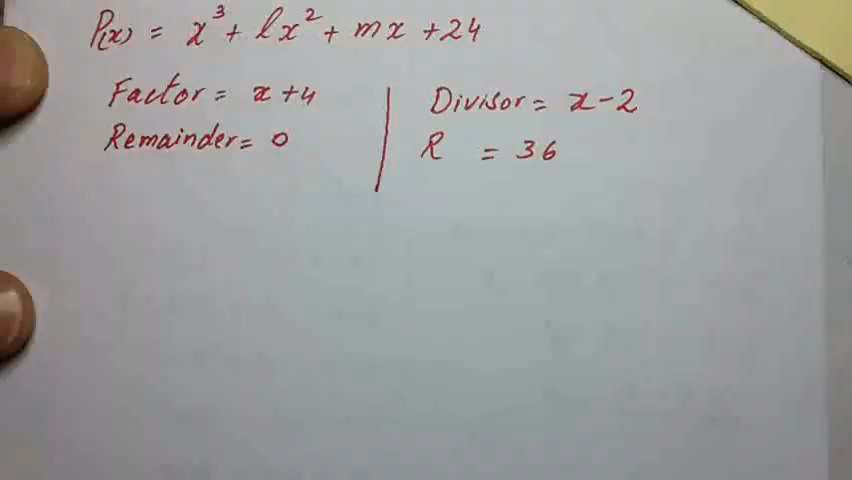 P(x) = x³ + lx² + mx + 24
Factor = x + 4
Remainder = 0
Divisor = x - 2
R = 36